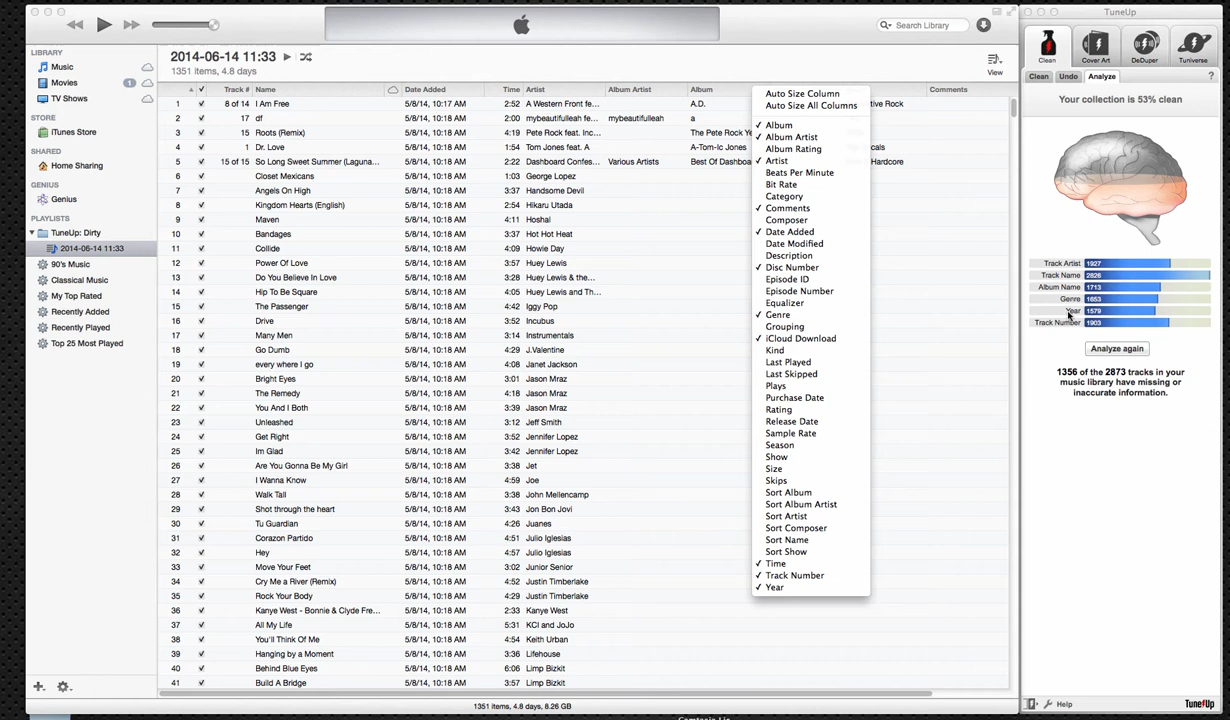 Search Library
TuneUp
Clean
Cover Art
DeDuper
Tuniverse
Clean
Undo
Analyze
?
Your collection is 53% clean
Track Artist 1927
Track Name 2826
Album Name 1713
Genre 1653
Year 1579
Track Number 1903
Analyze again
1356 of the 2873 tracks in your
music library have missing or
inaccurate information.
Help
TuneUp
LIBRARY
Music
Movies 1
TV Shows
STORE
iTunes Store
SHARED
Home Sharing
GENIUS
Genius
PLAYLISTS
TuneUp: Dirty
2014-06-14 11:33
90's Music
Classical Music
My Top Rated
Recently Added
Recently Played
Top 25 Most Played
2014-06-14 11:33
1351 items, 4.8 days
View
Track # Name Date Added Time Artist Album Artist Album Comments
1 8 of 14 I Am Free 5/8/14, 10:17 AM 2:52 A Western Front fe... A.D. tive Rock
2 17 df 5/8/14, 10:18 AM 2:00 mybeautifulleah fe... mybeautifulleah a
3 15 Roots (Remix) 5/8/14, 10:18 AM 4:19 Pete Rock feat. Inc... The Pete Rock Ye
4 1 Dr. Love 5/8/14, 10:18 AM 1:54 Tom Jones feat. A A-Tom-Ic Jones cals
5 15 of 15 So Long Sweet Summer (Laguna... 5/8/14, 10:18 AM 2:22 Dashboard Confes... Various Artists Best Of Dashboa Hardcore
6 Closet Mexicans 5/8/14, 10:18 AM 1:03 George Lopez
7 Angels On High 5/8/14, 10:18 AM 3:37 Handsome Devil
8 Kingdom Hearts (English) 5/8/14, 10:18 AM 2:54 Hikaru Utada
9 Maven 5/8/14, 10:18 AM 4:11 Hoshal
10 Bandages 5/8/14, 10:18 AM 3:37 Hot Hot Heat
11 Collide 5/8/14, 10:18 AM 4:09 Howie Day
12 Huey Lewis 5/8/14, 10:18 AM 3:37 Huey Lewis
13 Do You Believe In Love 5/8/14, 10:18 AM 3:37 Huey Lewis & the...
14 Hip To Be Square 5/8/14, 10:18 AM 4:05 Huey Lewis And Th...
15 The Passenger 5/8/14, 10:18 AM 4:42 Iggy Pop
16 Drive 5/8/14, 10:18 AM 4:32 Incubus
17 Many Men 5/8/14, 10:18 AM 3:14 Instrumentals
18 Go Dumb 5/8/14, 10:18 AM 4:29 J.Valentine
19 every where I go 5/8/14, 10:18 AM 4:08 Janet Jackson
20 Bright Eyes 5/8/14, 10:18 AM 3:01 Jason Mraz
21 The Remedy 5/8/14, 10:18 AM 4:18 Jason Mraz
22 You And I Both 5/8/14, 10:18 AM 3:39 Jason Mraz
23 Unleashed 5/8/14, 10:18 AM 3:12 Jeff Smith
24 Get Right 5/8/14, 10:18 AM 3:52 Jennifer Lopez
25 Im Glad 5/8/14, 10:18 AM 3:42 Jennifer Lopez
26 Are You Gonna Be My Girl 5/8/14, 10:18 AM 3:38 Jet
27 I Wanna Know 5/8/14, 10:18 AM 4:59 Joe
28 Walk Tall 5/8/14, 10:18 AM 3:38 John Mellencamp
29 Shot through the heart 5/8/14, 10:18 AM 3:43 Jon Bon Jovi
30 Tu Guardian 5/8/14, 10:18 AM 4:26 Juanes
31 Corazon Partido 5/8/14, 10:18 AM 4:51 Julio Iglesias
32 Hey 5/8/14, 10:18 AM 4:57 Julio Iglesias
33 Move Your Feet 5/8/14, 10:18 AM 3:02 Junior Senior
34 Cry Me a River (Remix) 5/8/14, 10:18 AM 4:52 Justin Timberlake
35 Rock Your Body 5/8/14, 10:18 AM 4:28 Justin Timberlake
36 Kanye West - Bonnie & Clyde Fre... 5/8/14, 10:18 AM 2:33 Kanye West
37 All My Life 5/8/14, 10:18 AM 5:31 KCI and JoJo
38 You'll Think Of Me 5/8/14, 10:18 AM 4:54 Keith Urban
39 Hanging by a Moment 5/8/14, 10:18 AM 3:36 Lifehouse
40 Behind Blue Eyes 5/8/14, 10:18 AM 6:06 Limp Bizkit
41 Build A Bridge 5/8/14, 10:18 AM 3:57 Limp Bizkit
1351 items, 4.8 days, 8.26 GB
Auto Size Column
Auto Size All Columns
Album
Album Artist
Album Rating
Artist
Beats Per Minute
Bit Rate
Category
Comments
Composer
Date Added
Date Modified
Description
Disc Number
Episode ID
Episode Number
Equalizer
Genre
Grouping
iCloud Download
Kind
Last Played
Last Skipped
Plays
Purchase Date
Rating
Release Date
Sample Rate
Season
Show
Size
Skips
Sort Album
Sort Album Artist
Sort Artist
Sort Composer
Sort Name
Sort Show
Time
Track Number
Year